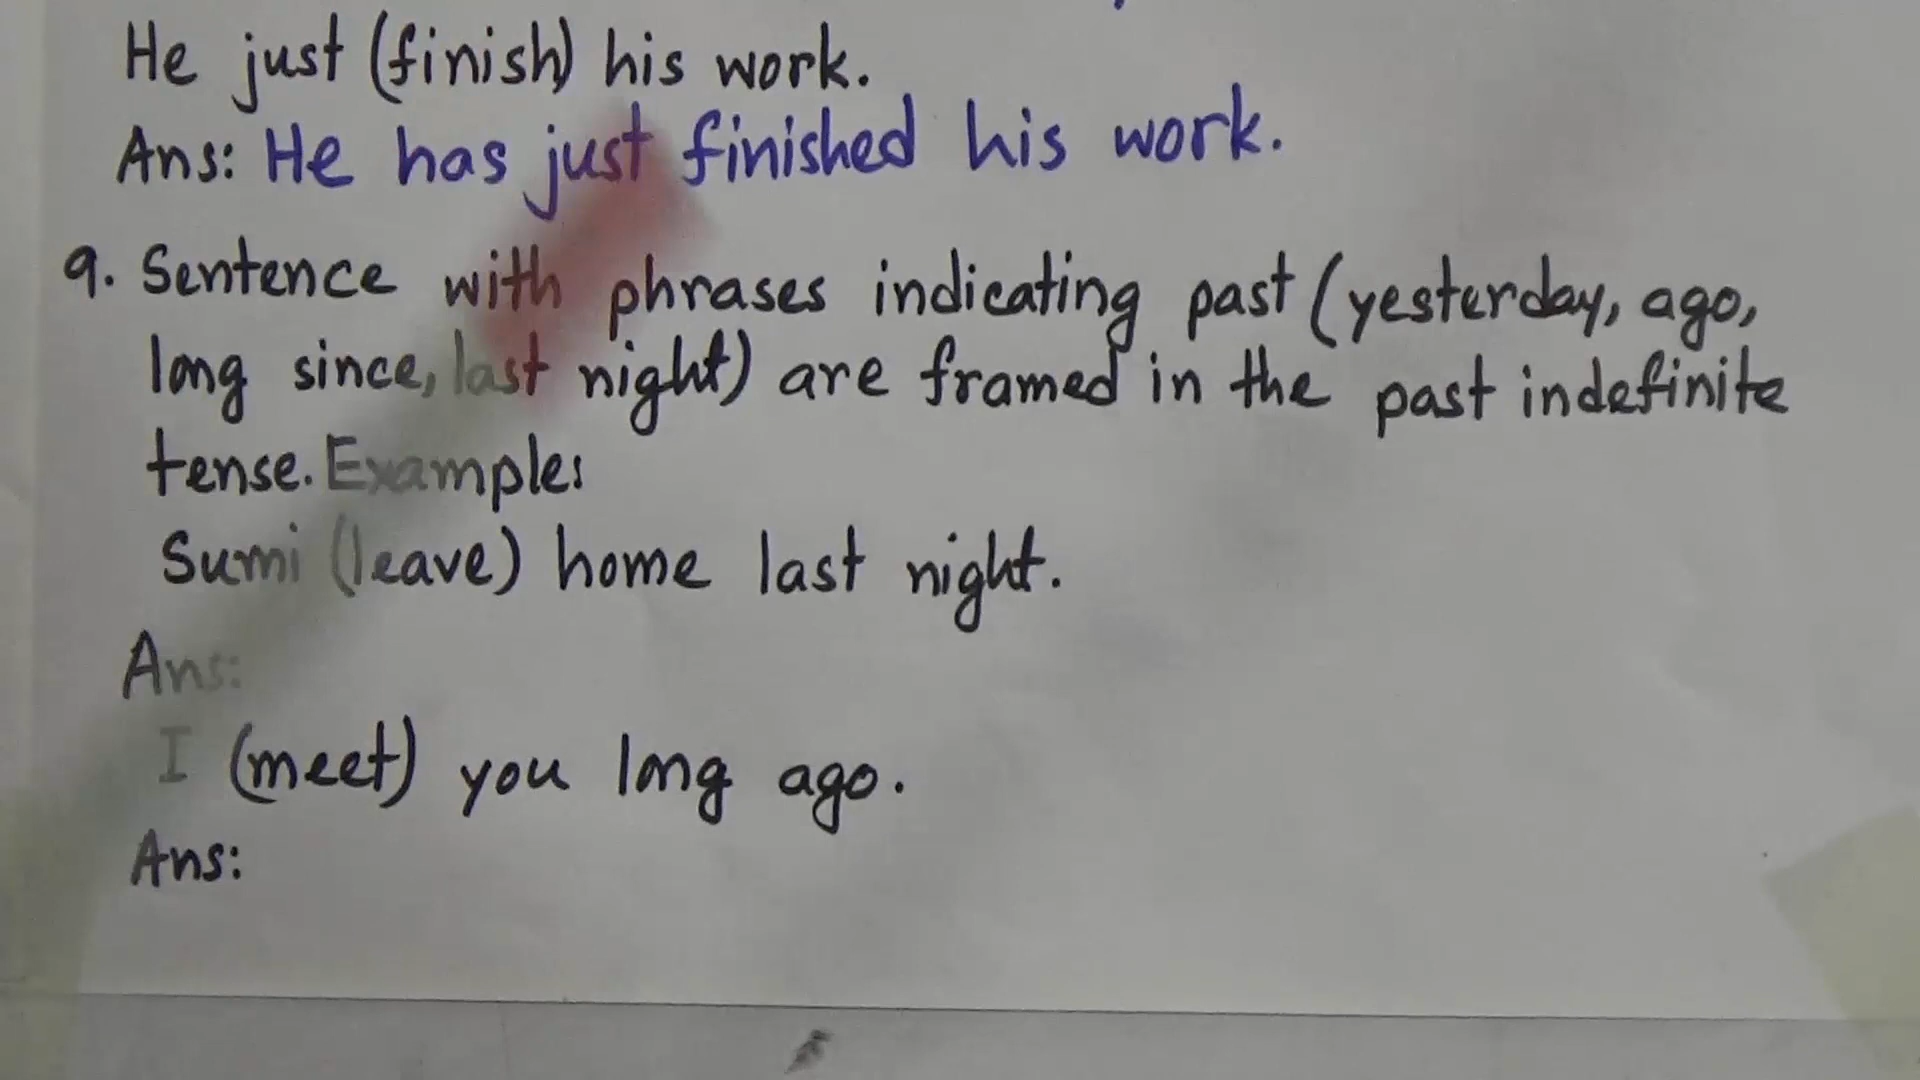 He just (finish) his work.
Ans: He has just finished his work.
9. Sentence with phrases indicating past (yesterday, ago,
long since, last night) are framed in the past indefinite
tense. Example:
Sumi (leave) home last night.
Ans:
I (meet) you long ago.
Ans: